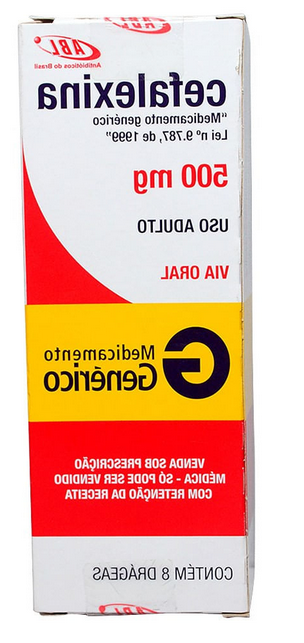 ABL
Antibióticos do Brasil
cefalexina
"Medicamento genérico
Lei nº 9.787, de 1999"
500 mg
USO ADULTO
VIA ORAL
G
Medicamento
Genérico
VENDA SOB PRESCRIÇÃO
MÉDICA - SÓ PODE SER VENDIDO
COM RETENÇÃO DA RECEITA
CONTÉM 8 DRÁGEAS
ABL